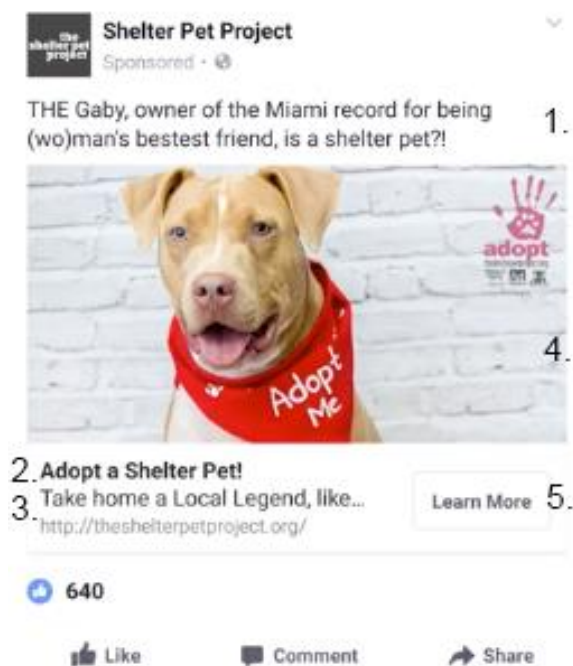 the
shelter pet
project
Shelter Pet Project
Sponsored ·
THE Gaby, owner of the Miami record for being
1.
(wo)man's bestest friend, is a shelter pet?!
adopt
4.
Adopt
Me
2. Adopt a Shelter Pet!
3. Take home a Local Legend, like...
Learn More 5.
http://theshelterpetproject.org/
640
Like Comment Share